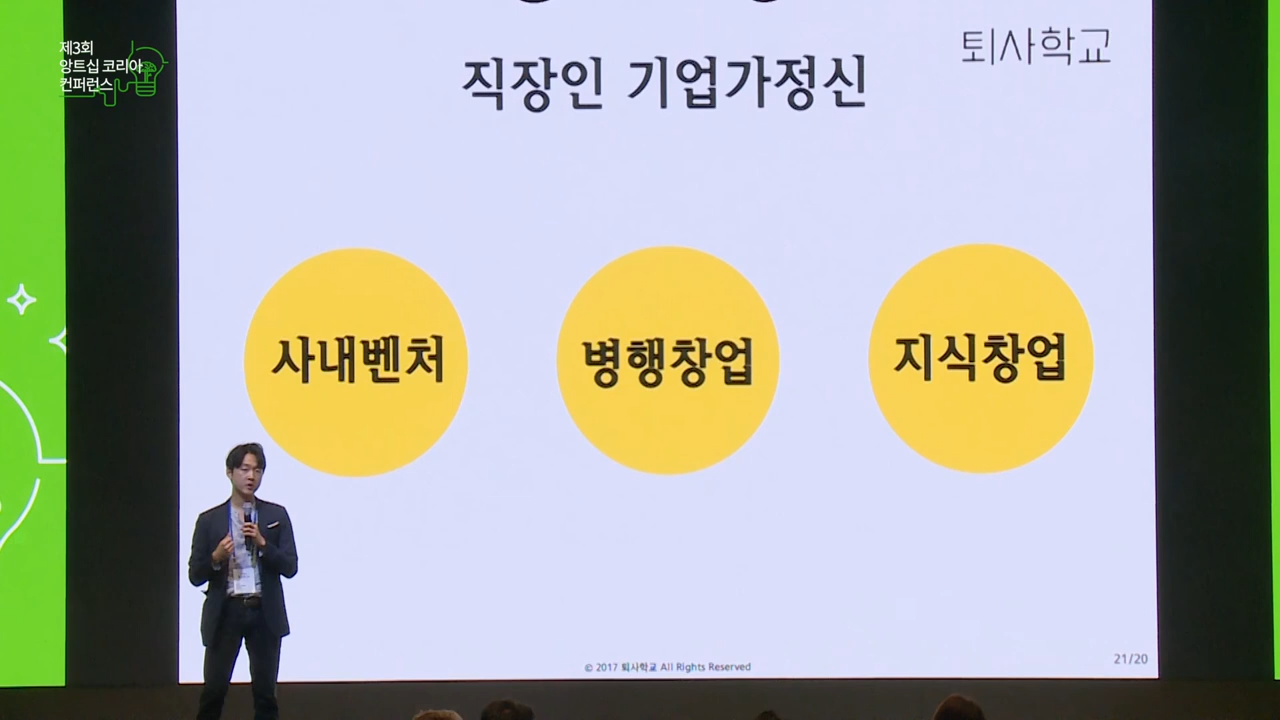 제3회
앙트십 코리아
컨퍼런스
퇴사학교
직장인 기업가정신
사내벤처
병행창업
지식창업
© 2017 퇴사학교 All Rights Reserved
21/20